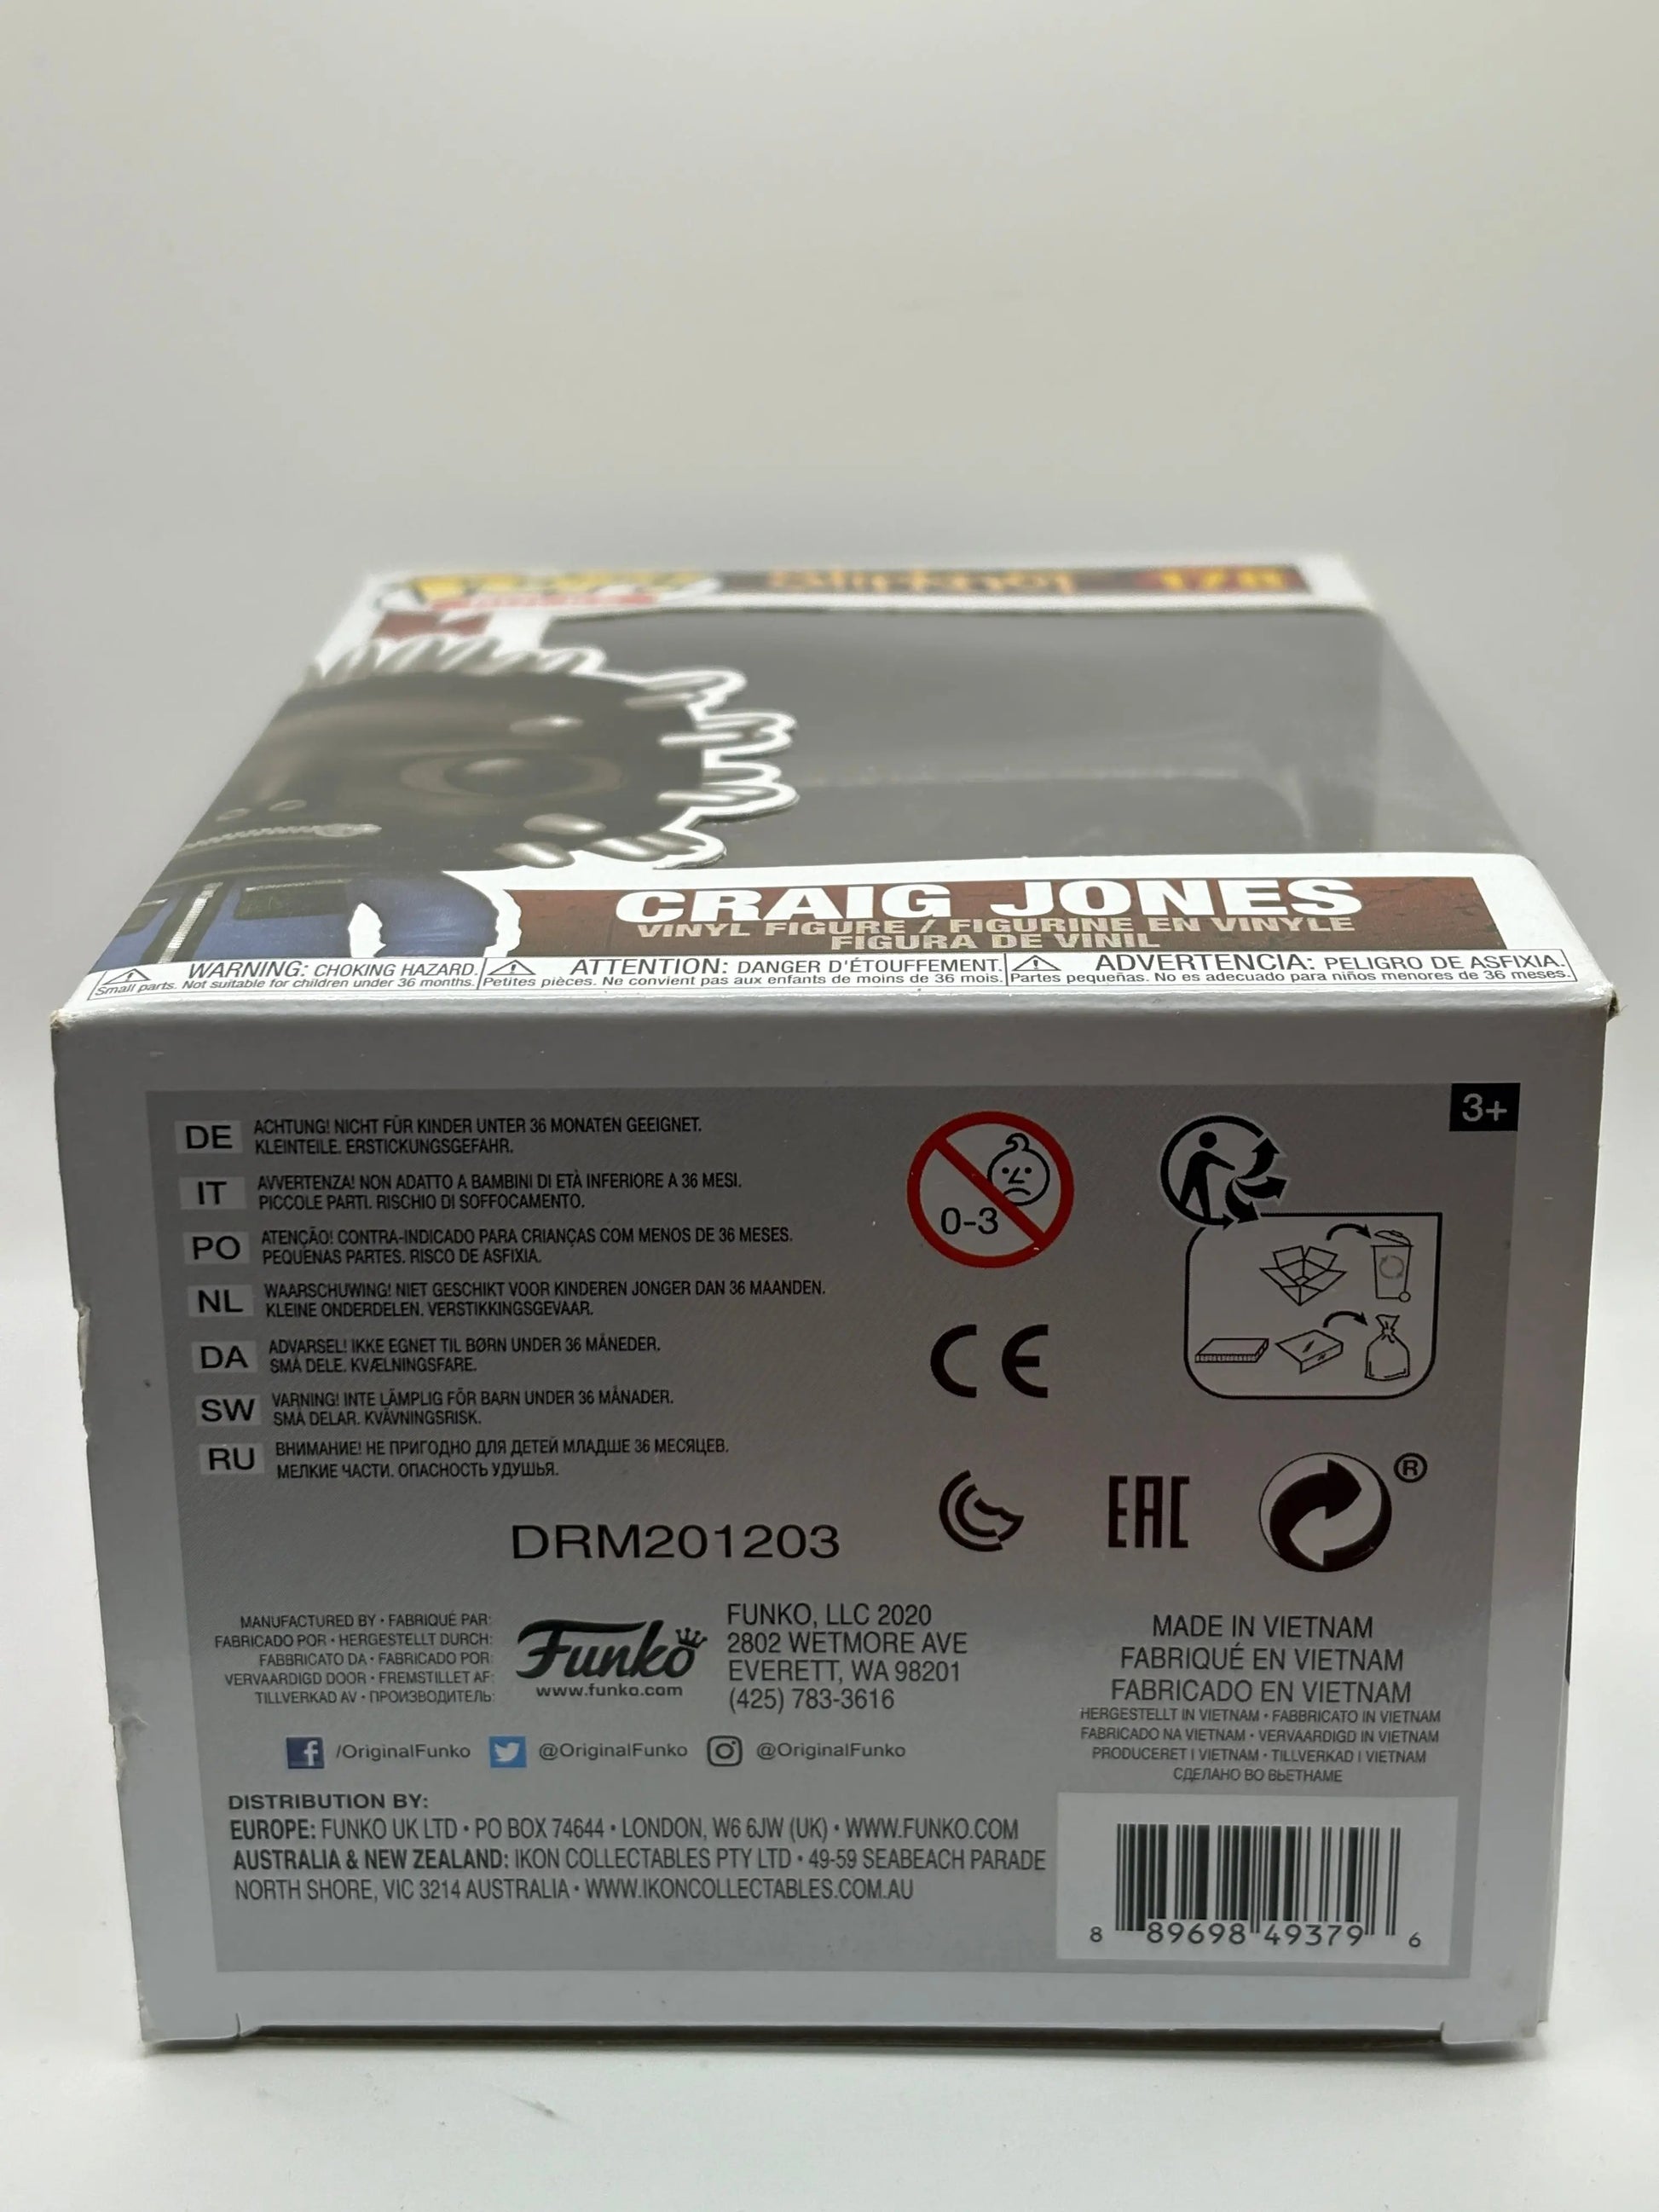 POP!
Slipknot
178
CRAIG JONES
VINYL FIGURE / FIGURINE EN VINYLE
FIGURA DE VINIL
WARNING: CHOKING HAZARD.
Small parts. Not suitable for children under 36 months.
ATTENTION: DANGER D'ÉTOUFFEMENT.
Petites pièces. Ne convient pas aux enfants de moins de 36 mois.
ADVERTENCIA: PELIGRO DE ASFIXIA.
Partes pequeñas. No es adecuado para niños menores de 36 meses.
3+
DE ACHTUNG! NICHT FÜR KINDER UNTER 36 MONATEN GEEIGNET.
KLEINTEILE. ERSTICKUNGSGEFAHR.
IT AVVERTENZA! NON ADATTO A BAMBINI DI ETÀ INFERIORE A 36 MESI.
PICCOLE PARTI. RISCHIO DI SOFFOCAMENTO.
PO ATENÇÃO! CONTRA-INDICADO PARA CRIANÇAS COM MENOS DE 36 MESES.
PEQUENAS PARTES. RISCO DE ASFIXIA.
NL WAARSCHUWING! NIET GESCHIKT VOOR KINDEREN JONGER DAN 36 MAANDEN.
KLEINE ONDERDELEN. VERSTIKKINGSGEVAAR.
DA ADVARSEL! IKKE EGNET TIL BØRN UNDER 36 MÅNEDER.
SMÅ DELE. KVÆLNINGSFARE.
SW VARNING! INTE LÄMPLIG FÖR BARN UNDER 36 MÅNADER.
SMÅ DELAR. KVÄVNINGSRISK.
RU ВНИМАНИЕ! НЕ ПРИГОДНО ДЛЯ ДЕТЕЙ МЛАДШЕ 36 МЕСЯЦЕВ.
МЕЛКИЕ ЧАСТИ. ОПАСНОСТЬ УДУШЬЯ.
0-3
CE
EAC
®
DRM201203
MANUFACTURED BY • FABRIQUÉ PAR:
FABRICADO POR • HERGESTELLT DURCH:
FABBRICATO DA • FABRICADO POR:
VERVAARDIGD DOOR • FREMSTILLET AF:
TILLVERKAD AV • ПРОИЗВОДИТЕЛЬ:
Funko
www.funko.com
FUNKO, LLC 2020
2802 WETMORE AVE
EVERETT, WA 98201
(425) 783-3616
MADE IN VIETNAM
FABRIQUÉ EN VIETNAM
FABRICADO EN VIETNAM
HERGESTELLT IN VIETNAM • FABBRICATO IN VIETNAM
FABRICADO NA VIETNAM • VERVAARDIGD IN VIETNAM
PRODUCERET I VIETNAM • TILLVERKAD I VIETNAM
СДЕЛАНО ВО ВЬЕТНАМЕ
/OriginalFunko @OriginalFunko @OriginalFunko
DISTRIBUTION BY:
EUROPE: FUNKO UK LTD • PO BOX 74644 • LONDON, W6 6JW (UK) • WWW.FUNKO.COM
AUSTRALIA & NEW ZEALAND: IKON COLLECTABLES PTY LTD • 49-59 SEABEACH PARADE
NORTH SHORE, VIC 3214 AUSTRALIA • WWW.IKONCOLLECTABLES.COM.AU
8 89698 49379 6